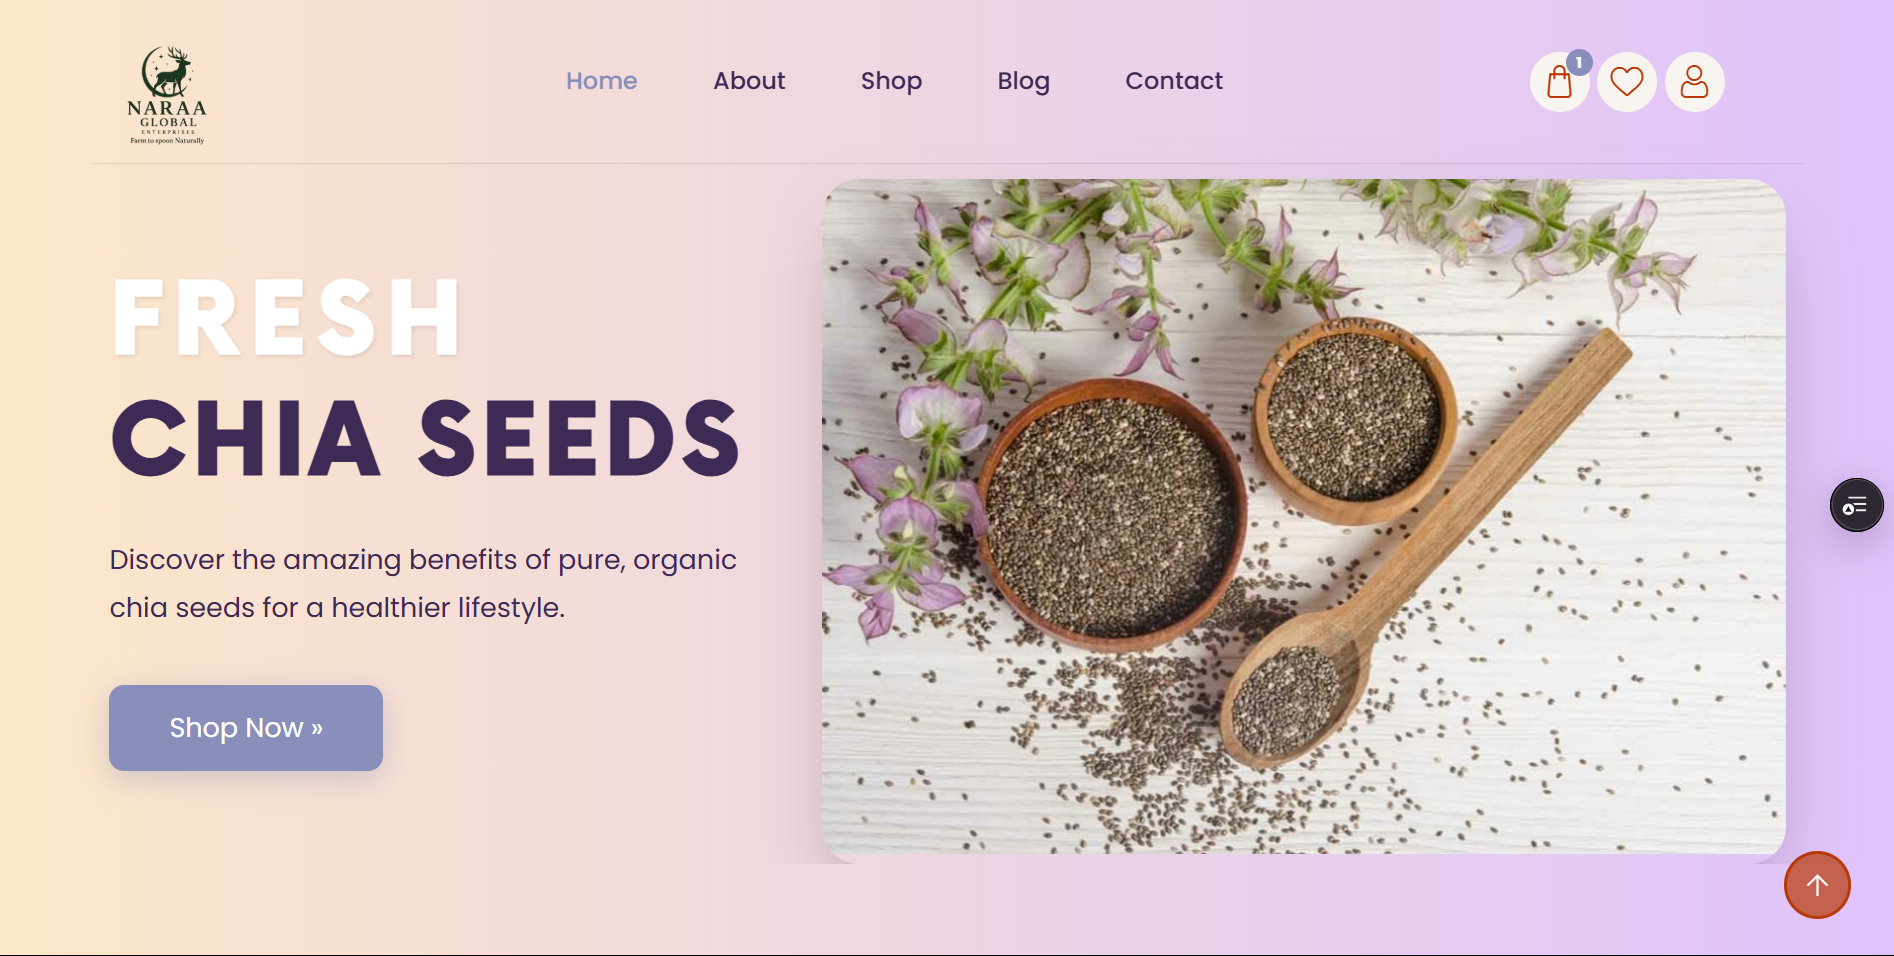 NARAA
GLOBAL
ENTERPRISES
Farm to spoon Naturally
Home
About
Shop
Blog
Contact
1
FRESH
CHIA SEEDS
Discover the amazing benefits of pure, organic
chia seeds for a healthier lifestyle.
Shop Now »